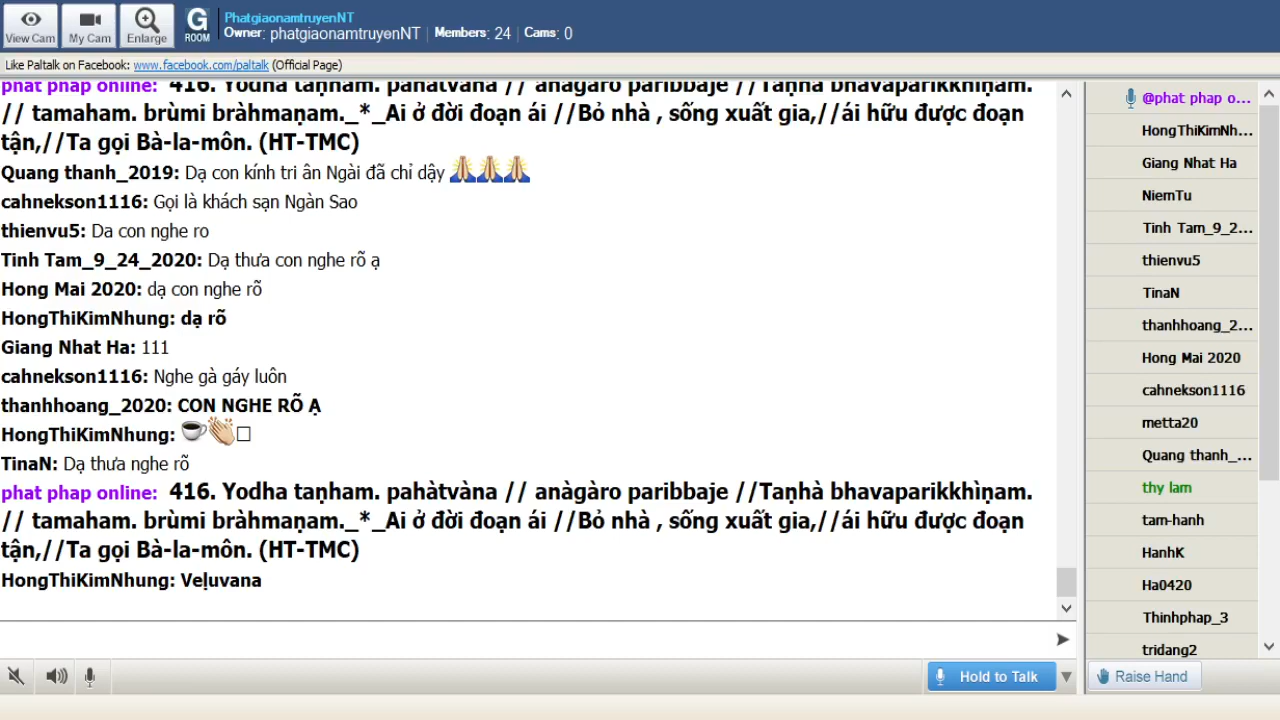 View Cam
My Cam
Enlarge
G
ROOM
PhatgiaonamtruyenNT
Owner: phatgiaonamtruyenNT | Members: 24 | Cams: 0
Like Paltalk on Facebook: www.facebook.com/paltalk (Official Page)
phat phap online: 416. Yodha taṇham. pahàtvàna // anàgàro paribbaje //Taṇhà bhavaparikkhìṇam.
// tamaham. brùmi bràhmaṇam._*_Ai ở đời đoạn ái //Bỏ nhà , sống xuất gia,//ái hữu được đoạn
tận,//Ta gọi Bà-la-môn. (HT-TMC)
Quang thanh_2019: Dạ con kính tri ân Ngài đã chỉ dậy
cahnekson1116: Gọi là khách sạn Ngàn Sao
thienvu5: Da con nghe ro
Tinh Tam_9_24_2020: Dạ thưa con nghe rõ ạ
Hong Mai 2020: dạ con nghe rõ
HongThiKimNhung: dạ rõ
Giang Nhat Ha: 111
cahnekson1116: Nghe gà gáy luôn
thanhhoang_2020: CON NGHE RÕ Ạ
HongThiKimNhung:
TinaN: Dạ thưa nghe rõ
phat phap online: 416. Yodha taṇham. pahàtvàna // anàgàro paribbaje //Taṇhà bhavaparikkhìṇam.
// tamaham. brùmi bràhmaṇam._*_Ai ở đời đoạn ái //Bỏ nhà , sống xuất gia,//ái hữu được đoạn
tận,//Ta gọi Bà-la-môn. (HT-TMC)
HongThiKimNhung: Veḷuvana
@phat phap o...
HongThiKimNh...
Giang Nhat Ha
NiemTu
Tinh Tam_9_2...
thienvu5
TinaN
thanhhoang_2...
Hong Mai 2020
cahnekson1116
metta20
Quang thanh_...
thy lam
tam-hanh
HanhK
Ha0420
Thinhphap_3
tridang2
Hold to Talk
Raise Hand